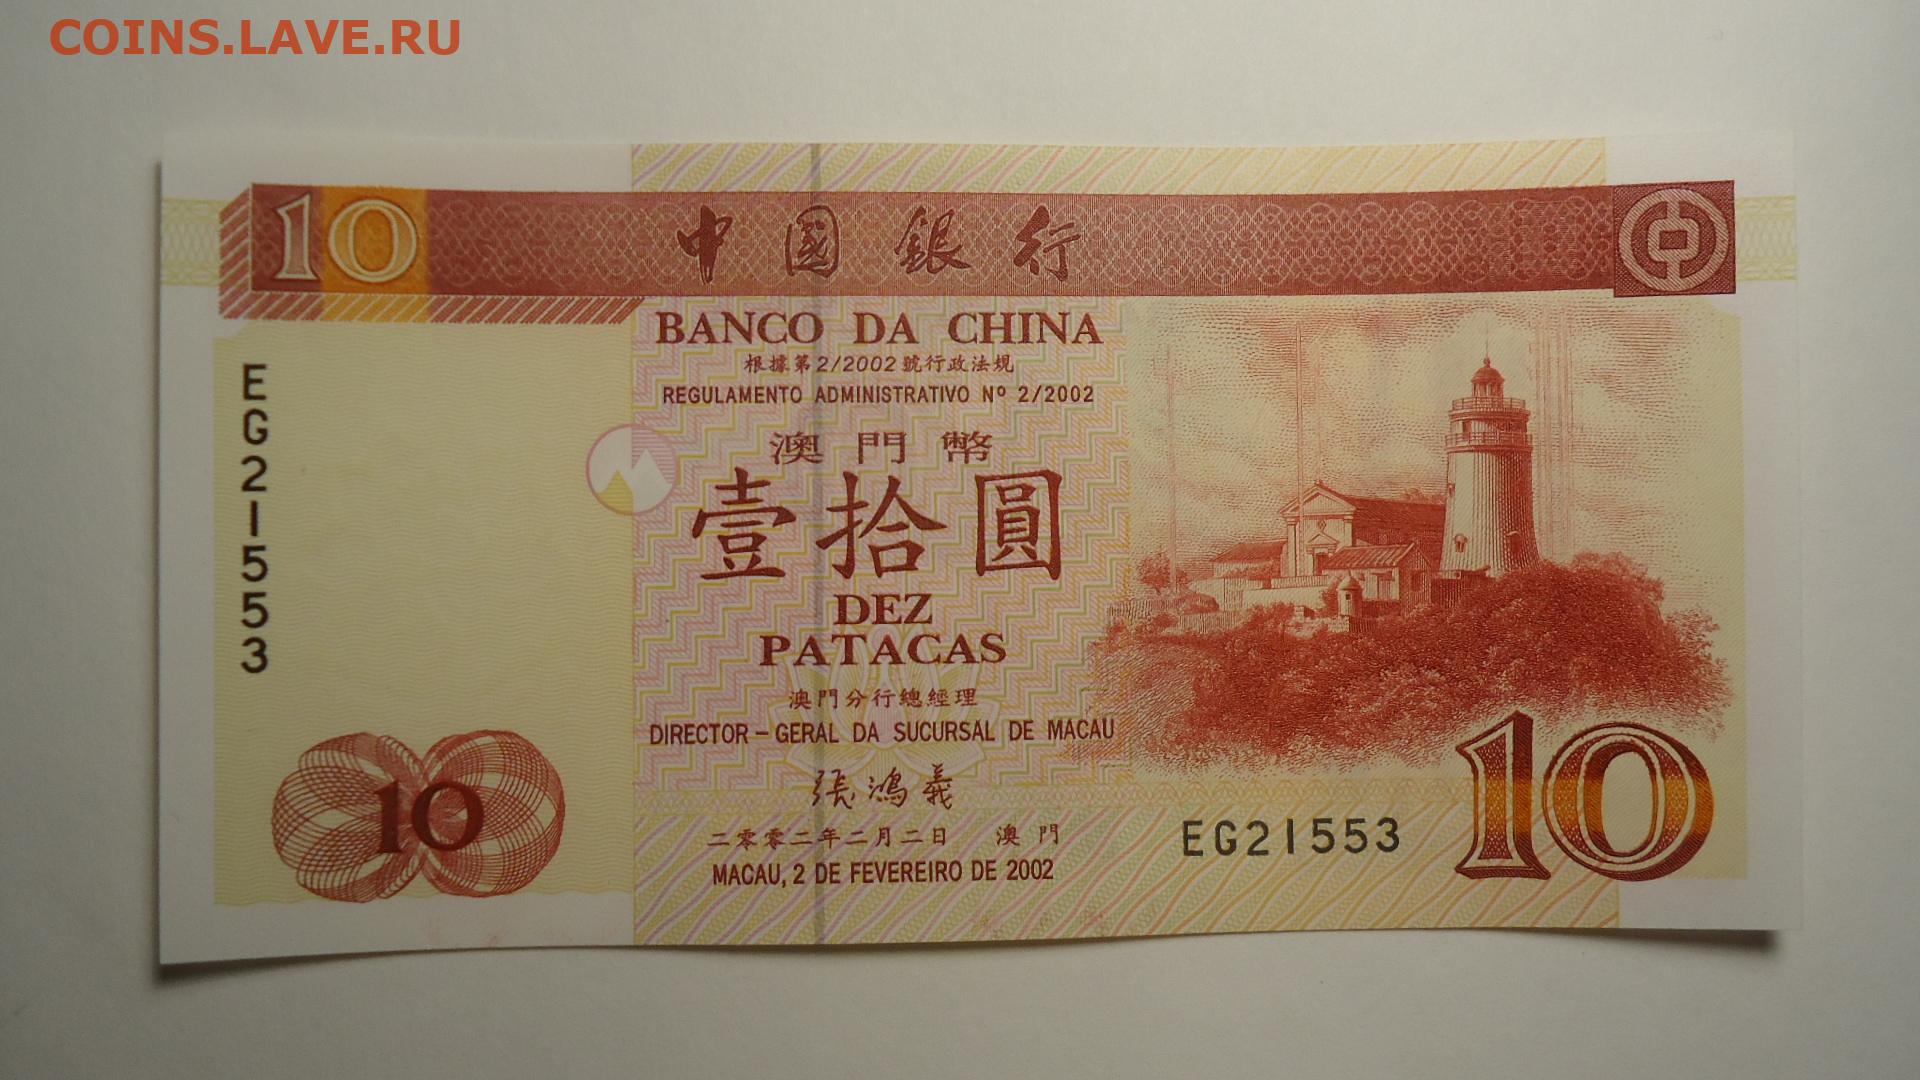 COINS.LAVE.RU
10
中國銀行
BANCO DA CHINA
根據第2/2002號行政法規
REGULAMENTO ADMINISTRATIVO Nº 2/2002
澳門幣
壹拾圓
DEZ
PATACAS
澳門分行總經理
DIRECTOR-GERAL DA SUCURSAL DE MACAU
張鴻義
二零零二年二月二日 澳門
MACAU, 2 DE FEVEREIRO DE 2002
EG21553
10
EG21553
10